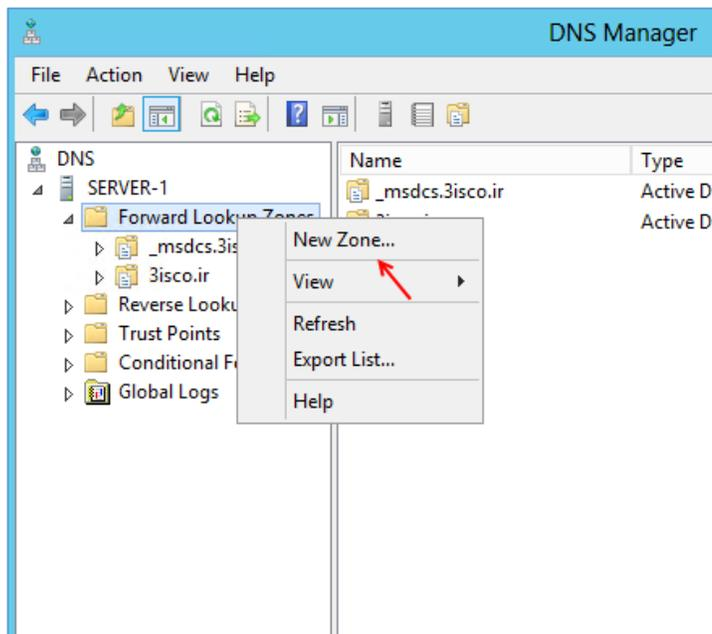 DNS Manager
File Action View Help
DNS
SERVER-1
Forward Lookup Zones
_msdcs.3is
3isco.ir
Reverse Looku
Trust Points
Conditional F
Global Logs
Name Type
_msdcs.3isco.ir Active D
Active D
New Zone...
View
Refresh
Export List...
Help